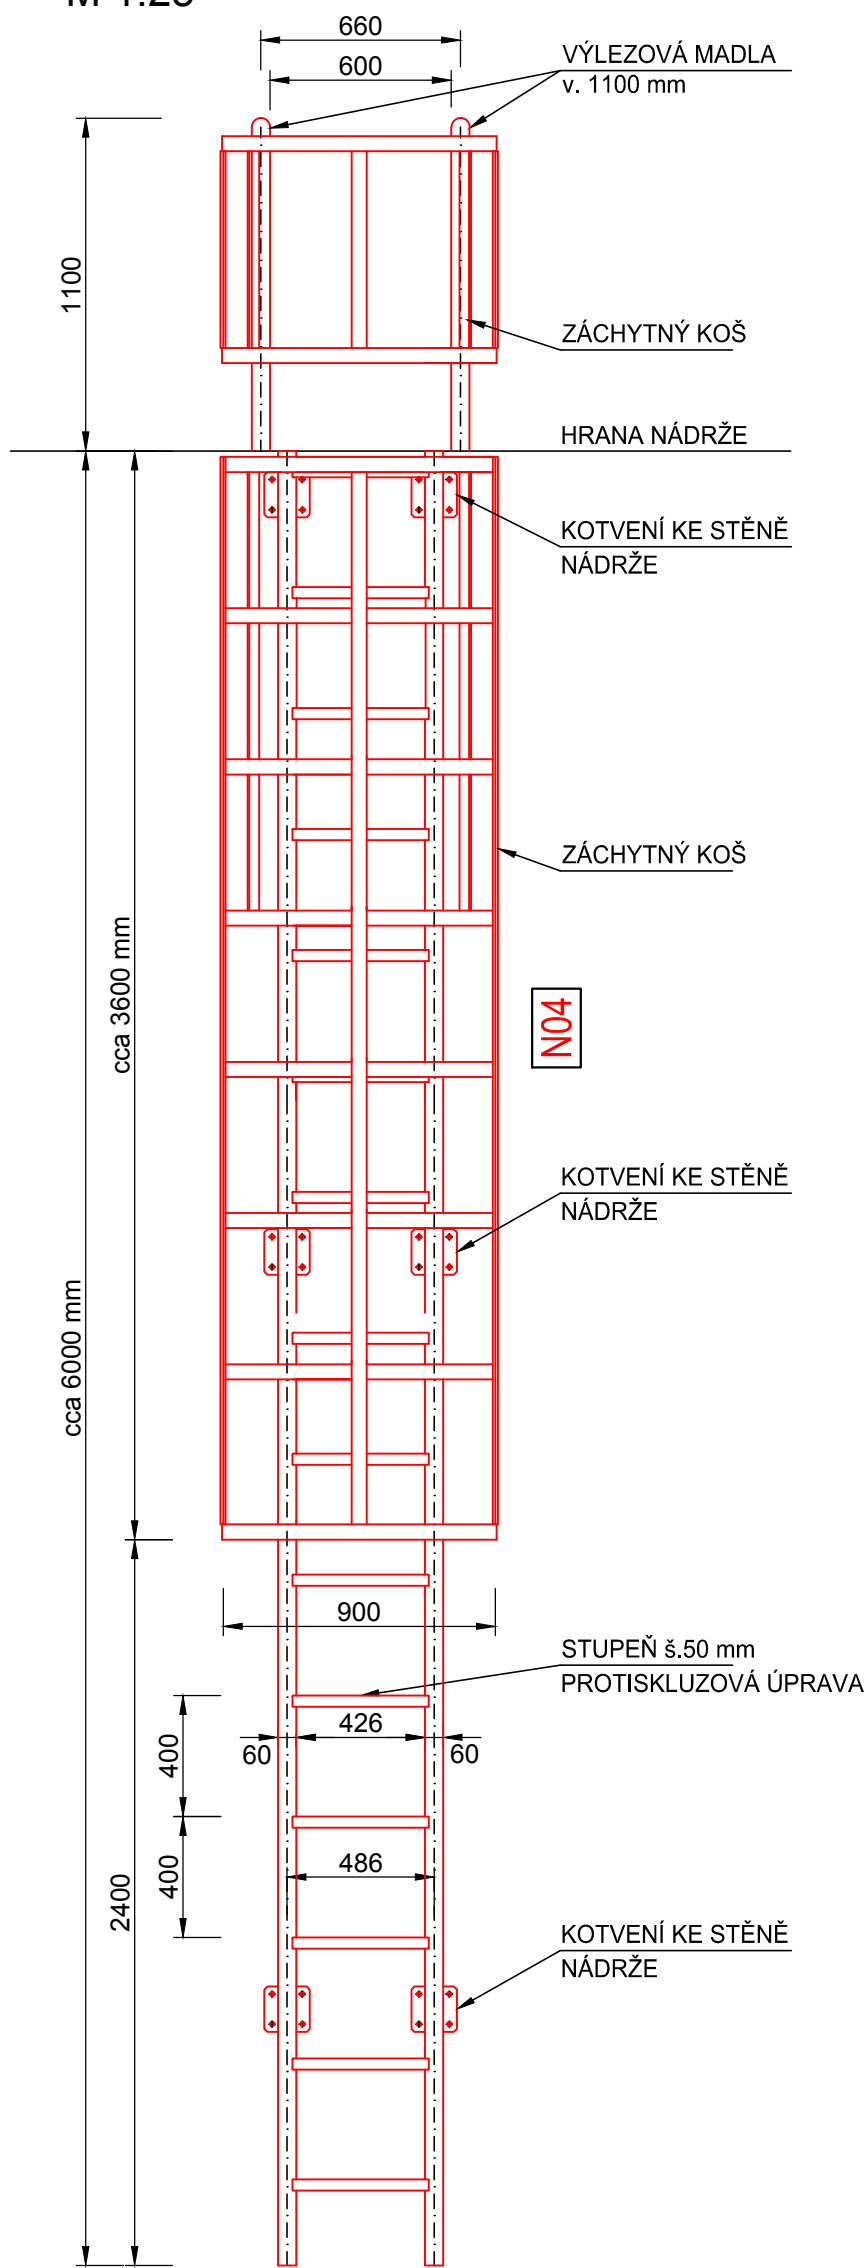 660
VÝLEZOVÁ MADLA
600
v. 1100 mm
1100
ZÁCHYTNÝ KOŠ
HRANA NÁDRŽE
KOTVENÍ KE STĚNĚ
NÁDRŽE
ZÁCHYTNÝ KOŠ
cca 3600 mm
N04
KOTVENÍ KE STĚNĚ
NÁDRŽE
cca 6000 mm
900
STUPEŇ š.50 mm
PROTISKLUZOVÁ ÚPRAVA
426
60
60
400
486
400
2400
KOTVENÍ KE STĚNĚ
NÁDRŽE